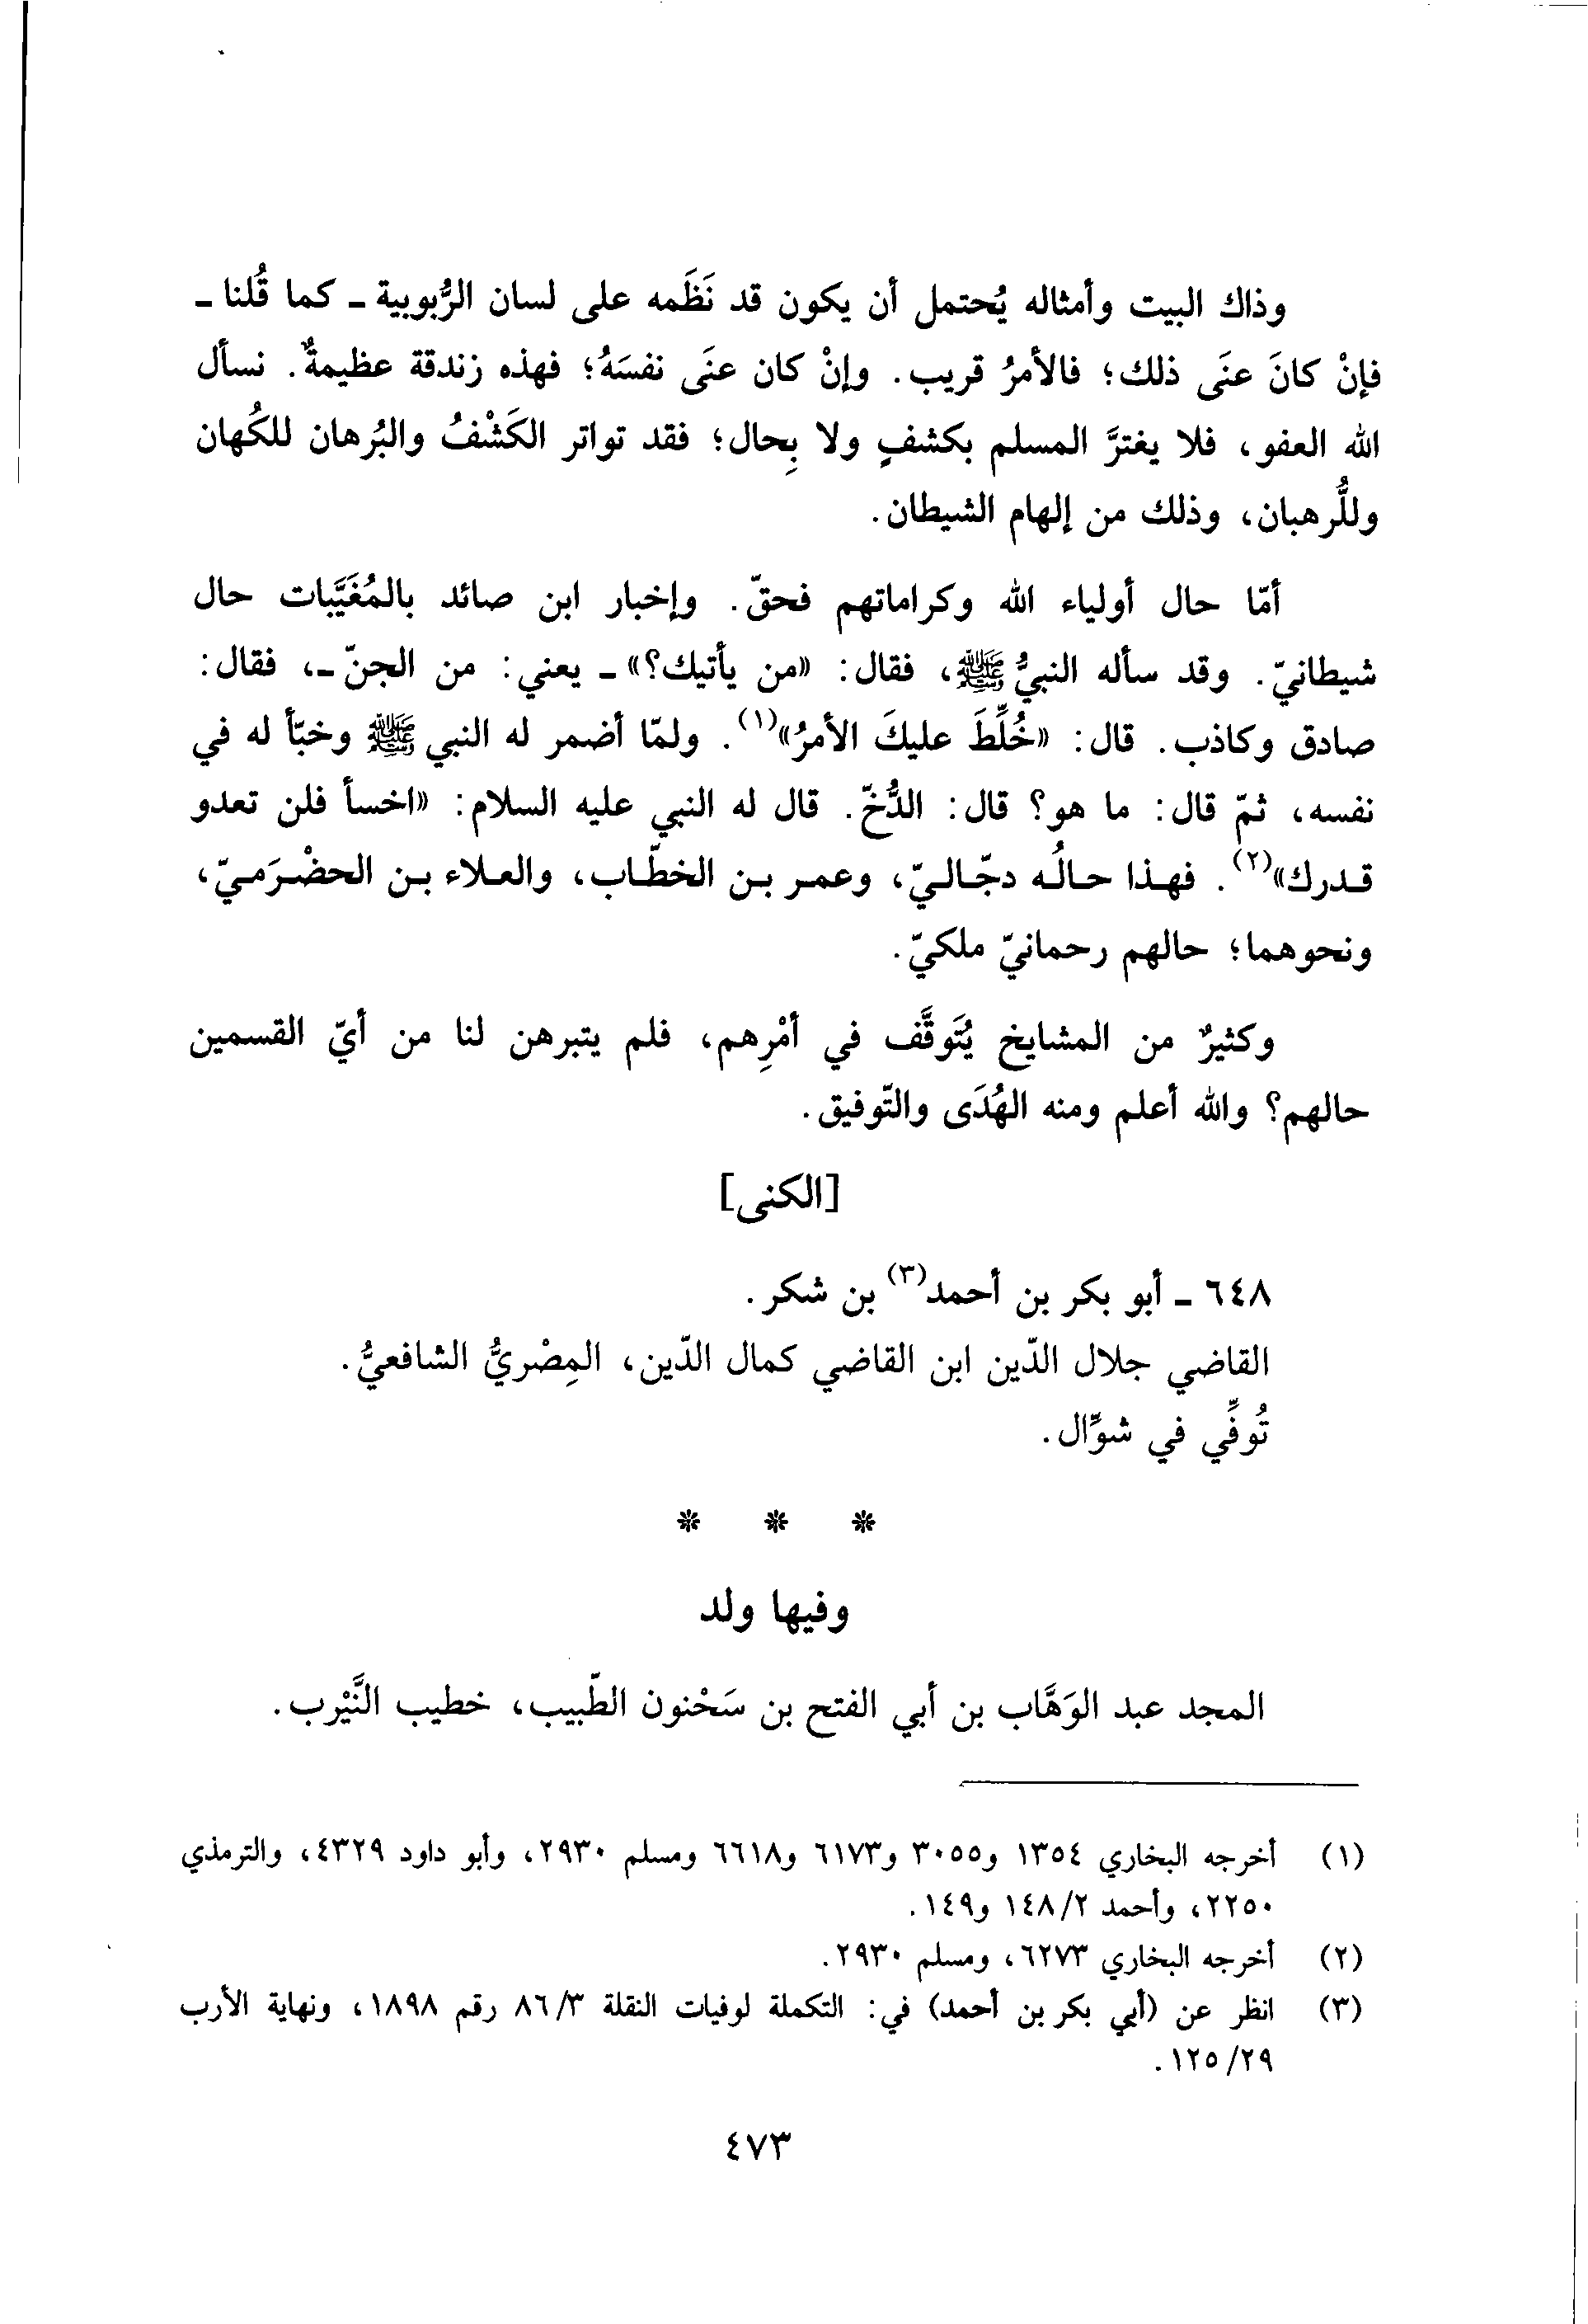 وذاك البيت وأمثاله يُحتمل أن يكون قد نَظَمه على لسان الرُّبوبية ـ كما قُلنا ـ
فإنْ كانَ عنَى ذلك؛ فالأمرُ قريب. وإنْ كان عنَى نفسَهُ؛ فهذه زندقة عظيمةٌ. نسأل
الله العفو، فلا يغترَّ المسلم بكشفٍ ولا بِحال؛ فقد تواتر الكَشْفُ والبُرهان للكُهان
وللُّرهبان، وذلك من إلهام الشيطان.
أمّا حال أولياء الله وكراماتهم فحقّ. وإخبار ابن صائد بالمُغَيَّبات حال
شيطانيّ. وقد سأله النبيُّ ﷺ، فقال: «من يأتيك؟» ـ يعني: من الجنّ ـ، فقال:
صادق وكاذب. قال: «خُلِّطَ عليكَ الأمرُ»(١). ولمّا أضمر له النبي ﷺ وخبّأ له في
نفسه، ثمّ قال: ما هو؟ قال: الدُّخّ. قال له النبي عليه السلام: «اخسأ فلن تعدو
قدرك»(٢). فهذا حالُه دجّاليّ، وعمر بن الخطّاب، والعلاء بن الحضْرَميّ،
ونحوهما؛ حالهم رحمانيّ ملكيّ.
وكثيرٌ من المشايخ يُتَوقَّف في أمْرِهم، فلم يتبرهن لنا من أيّ القسمين
حالهم؟ والله أعلم ومنه الهُدَى والتّوفيق.
[الكنى]
٦٤٨ ـ أبو بكر بن أحمد(٣) بن شكر.
القاضي جلال الدّين ابن القاضي كمال الدّين، المِصْريُّ الشافعيُّ.
تُوفِّي في شوَّال.
* * *
وفيها ولد
المجد عبد الوَهَّاب بن أبي الفتح بن سَحْنون الطّبيب، خطيب النَّيْرب.
(١) أخرجه البخاري ١٣٥٤ و٣٠٥٥ و٦١٧٣ و٦٦١٨ ومسلم ٢٩٣٠، وأبو داود ٤٣٢٩، والترمذي
٢٢٥٠، وأحمد ١٤٨/٢ و١٤٩.
(٢) أخرجه البخاري ٦٢٧٣، ومسلم ٢٩٣٠.
(٣) انظر عن (أبي بكر بن أحمد) في: التكملة لوفيات النقلة ٨٦/٣ رقم ١٨٩٨، ونهاية الأرب
١٢٥/٢٩.
٤٧٣